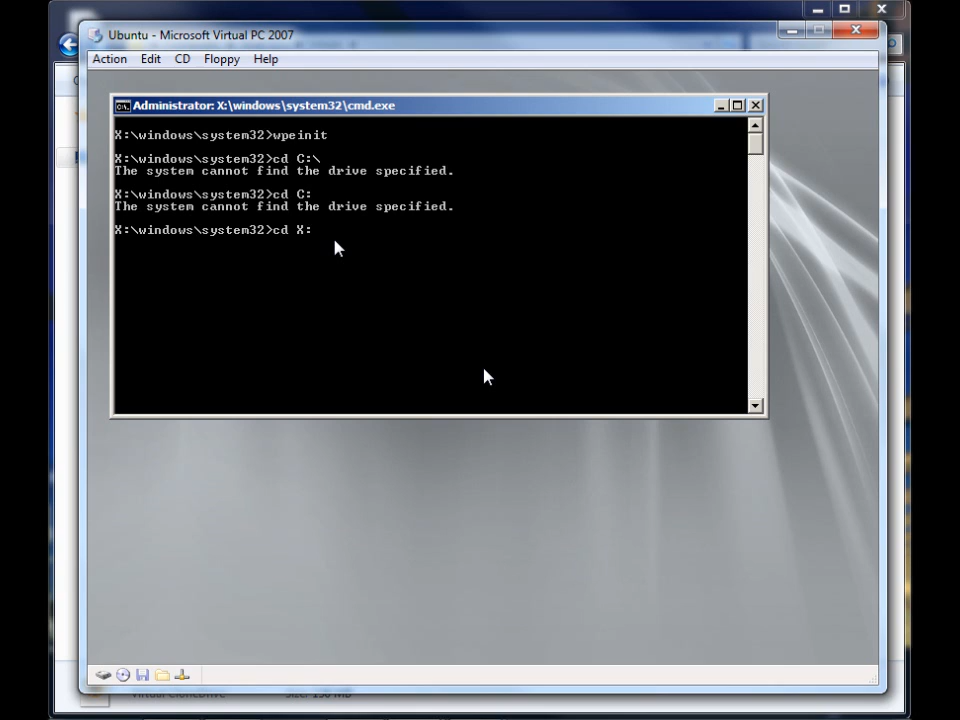 Ubuntu - Microsoft Virtual PC 2007
Action Edit CD Floppy Help
Administrator: X:\windows\system32\cmd.exe
X:\windows\system32>wpeinit
X:\windows\system32>cd C:\
The system cannot find the drive specified.
X:\windows\system32>cd C:
The system cannot find the drive specified.
X:\windows\system32>cd X: